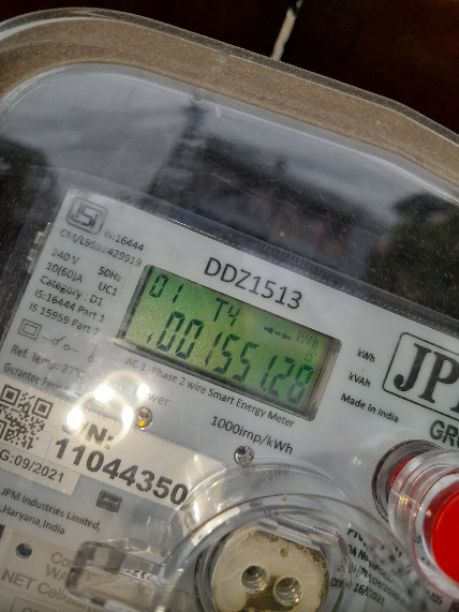 IS:16444
DDZ1513
240 V 50Hz
10(60)A UC1
Category : D1
IS:16444 Part 1
IS 15959 Part 2
Ref. Temp: 27°C
01 T4 kWh
00155128
kWh
kVAh
Made In India
JP
GR
AC 1-Phase 2 wire Smart Energy Meter
1000imp/kWh
S/N:
11044350
G:09/2021
JPM Industries Limited,
Haryana,India